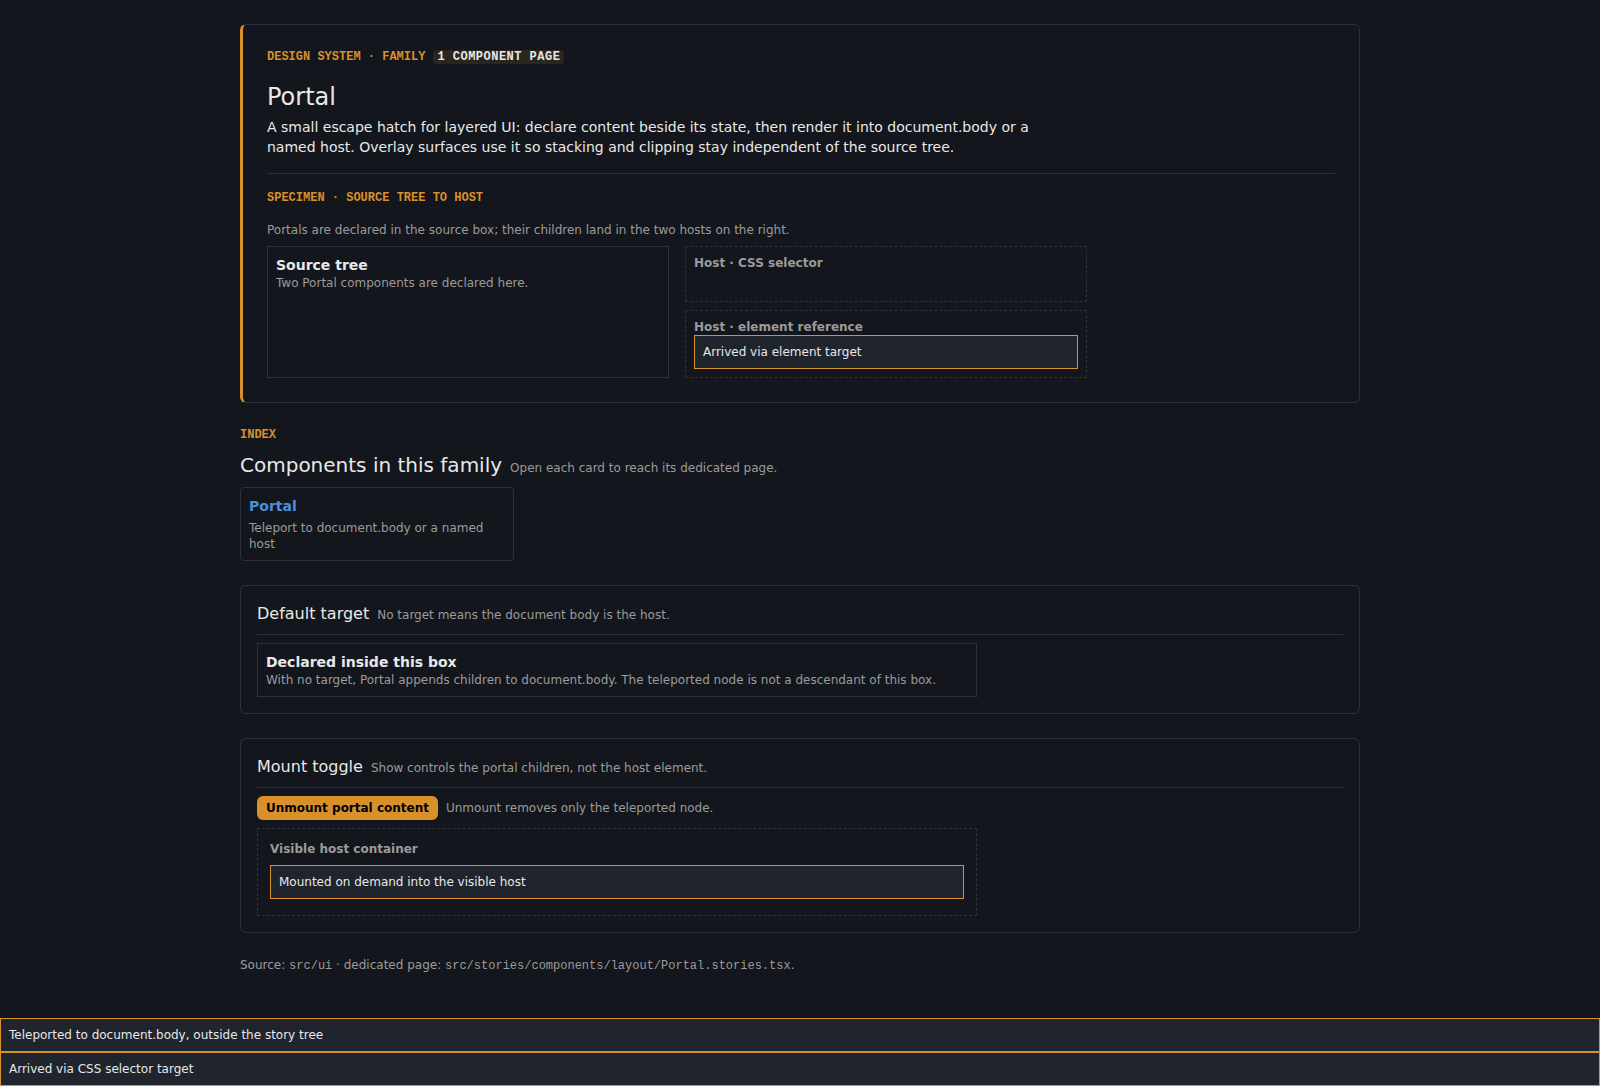 DESIGN SYSTEM · FAMILY 1 COMPONENT PAGE
Portal
A small escape hatch for layered UI: declare content beside its state, then render it into document.body or a
named host. Overlay surfaces use it so stacking and clipping stay independent of the source tree.
SPECIMEN · SOURCE TREE TO HOST
Portals are declared in the source box; their children land in the two hosts on the right.
Source tree
Two Portal components are declared here.
Host · CSS selector
Host · element reference
Arrived via element target
INDEX
Components in this family Open each card to reach its dedicated page.
Portal
Teleport to document.body or a named
host
Default target No target means the document body is the host.
Declared inside this box
With no target, Portal appends children to document.body. The teleported node is not a descendant of this box.
Mount toggle Show controls the portal children, not the host element.
Unmount portal content Unmount removes only the teleported node.
Visible host container
Mounted on demand into the visible host
Source: src/ui · dedicated page: src/stories/components/layout/Portal.stories.tsx.
Teleported to document.body, outside the story tree
Arrived via CSS selector target